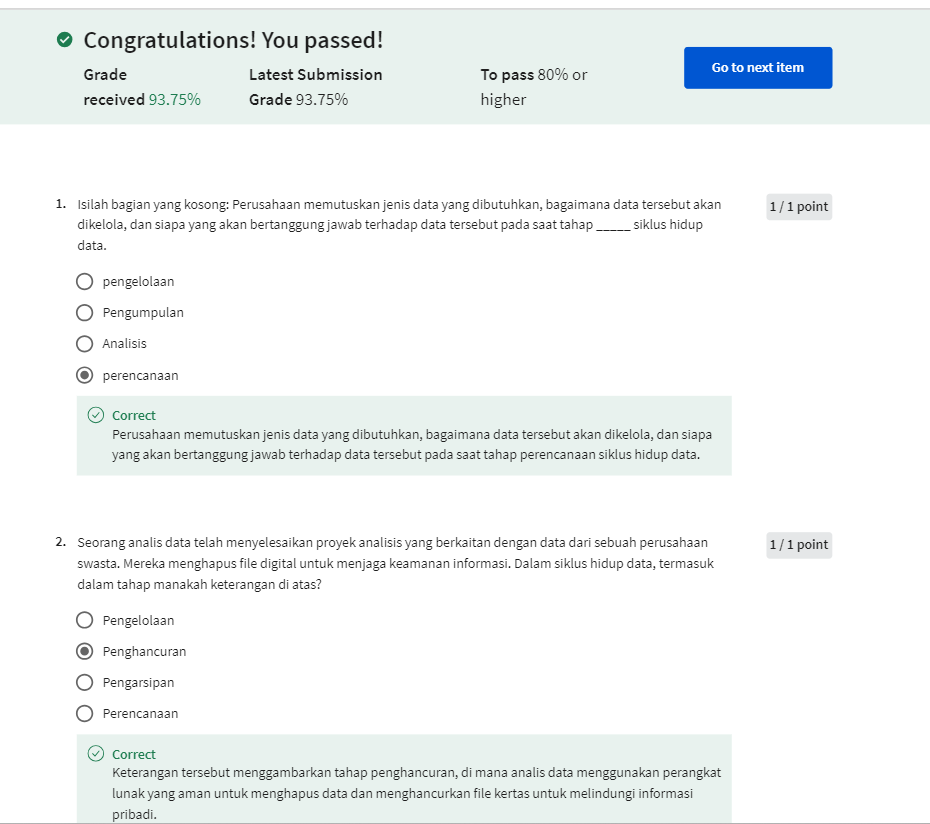 Congratulations! You passed!
Grade
received 93.75%
Latest Submission
Grade 93.75%
To pass 80% or
higher
Go to next item
1. Isilah bagian yang kosong: Perusahaan memutuskan jenis data yang dibutuhkan, bagaimana data tersebut akan
dikelola, dan siapa yang akan bertanggung jawab terhadap data tersebut pada saat tahap _____ siklus hidup
data.
1 / 1 point
pengelolaan
Pengumpulan
Analisis
perencanaan
Correct
Perusahaan memutuskan jenis data yang dibutuhkan, bagaimana data tersebut akan dikelola, dan siapa
yang akan bertanggung jawab terhadap data tersebut pada saat tahap perencanaan siklus hidup data.
2. Seorang analis data telah menyelesaikan proyek analisis yang berkaitan dengan data dari sebuah perusahaan
swasta. Mereka menghapus file digital untuk menjaga keamanan informasi. Dalam siklus hidup data, termasuk
dalam tahap manakah keterangan di atas?
1 / 1 point
Pengelolaan
Penghancuran
Pengarsipan
Perencanaan
Correct
Keterangan tersebut menggambarkan tahap penghancuran, di mana analis data menggunakan perangkat
lunak yang aman untuk menghapus data dan menghancurkan file kertas untuk melindungi informasi
pribadi.